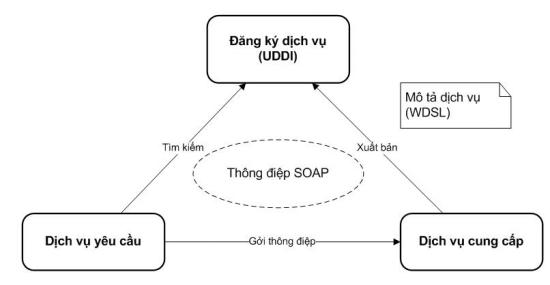 Đăng ký dịch vụ
(UDDI)
Mô tả dịch vụ
(WDSL)
Tìm kiếm
Xuất bản
Thông điệp SOAP
Dịch vụ yêu cầu
Gởi thông điệp
Dịch vụ cung cấp